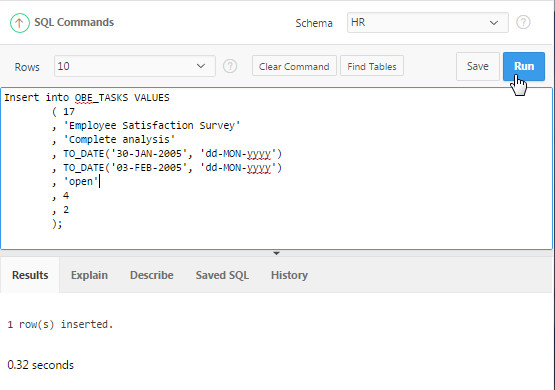 SQL Commands Schema HR
Rows 10 Clear Command Find Tables Save Run
Insert into OBE_TASKS VALUES
( 17
, 'Employee Satisfaction Survey'
, 'Complete analysis'
, TO_DATE('30-JAN-2005', 'dd-MON-yyyy')
, TO_DATE('03-FEB-2005', 'dd-MON-yyyy')
, 'open'
, 4
, 2
);
Results Explain Describe Saved SQL History
1 row(s) inserted.
0.32 seconds